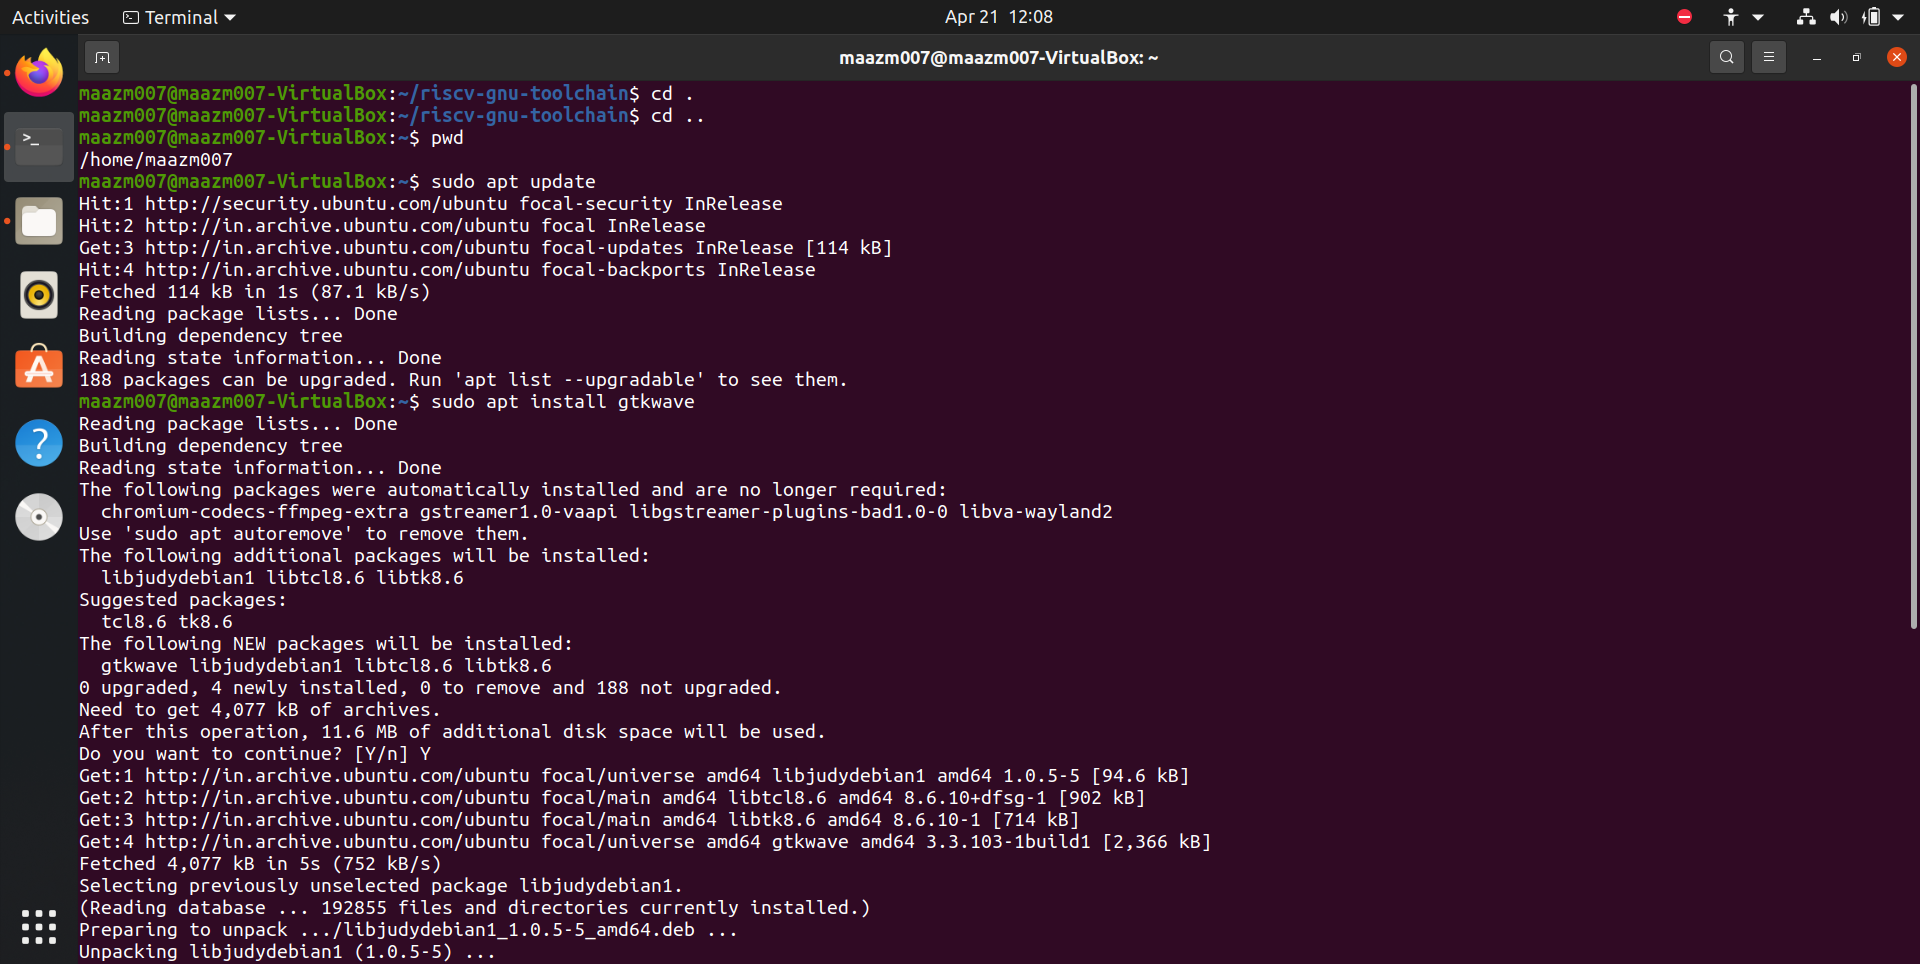 Activities Terminal Apr 21 12:08
maazm007@maazm007-VirtualBox: ~
maazm007@maazm007-VirtualBox:~/riscv-gnu-toolchain$ cd .
maazm007@maazm007-VirtualBox:~/riscv-gnu-toolchain$ cd ..
maazm007@maazm007-VirtualBox:~$ pwd
/home/maazm007
maazm007@maazm007-VirtualBox:~$ sudo apt update
Hit:1 http://security.ubuntu.com/ubuntu focal-security InRelease
Hit:2 http://in.archive.ubuntu.com/ubuntu focal InRelease
Get:3 http://in.archive.ubuntu.com/ubuntu focal-updates InRelease [114 kB]
Hit:4 http://in.archive.ubuntu.com/ubuntu focal-backports InRelease
Fetched 114 kB in 1s (87.1 kB/s)
Reading package lists... Done
Building dependency tree
Reading state information... Done
188 packages can be upgraded. Run 'apt list --upgradable' to see them.
maazm007@maazm007-VirtualBox:~$ sudo apt install gtkwave
Reading package lists... Done
Building dependency tree
Reading state information... Done
The following packages were automatically installed and are no longer required:
  chromium-codecs-ffmpeg-extra gstreamer1.0-vaapi libgstreamer-plugins-bad1.0-0 libva-wayland2
Use 'sudo apt autoremove' to remove them.
The following additional packages will be installed:
  libjudydebian1 libtcl8.6 libtk8.6
Suggested packages:
  tcl8.6 tk8.6
The following NEW packages will be installed:
  gtkwave libjudydebian1 libtcl8.6 libtk8.6
0 upgraded, 4 newly installed, 0 to remove and 188 not upgraded.
Need to get 4,077 kB of archives.
After this operation, 11.6 MB of additional disk space will be used.
Do you want to continue? [Y/n] Y
Get:1 http://in.archive.ubuntu.com/ubuntu focal/universe amd64 libjudydebian1 amd64 1.0.5-5 [94.6 kB]
Get:2 http://in.archive.ubuntu.com/ubuntu focal/main amd64 libtcl8.6 amd64 8.6.10+dfsg-1 [902 kB]
Get:3 http://in.archive.ubuntu.com/ubuntu focal/main amd64 libtk8.6 amd64 8.6.10-1 [714 kB]
Get:4 http://in.archive.ubuntu.com/ubuntu focal/universe amd64 gtkwave amd64 3.3.103-1build1 [2,366 kB]
Fetched 4,077 kB in 5s (752 kB/s)
Selecting previously unselected package libjudydebian1.
(Reading database ... 192855 files and directories currently installed.)
Preparing to unpack .../libjudydebian1_1.0.5-5_amd64.deb ...
Unpacking libjudydebian1 (1.0.5-5) ...